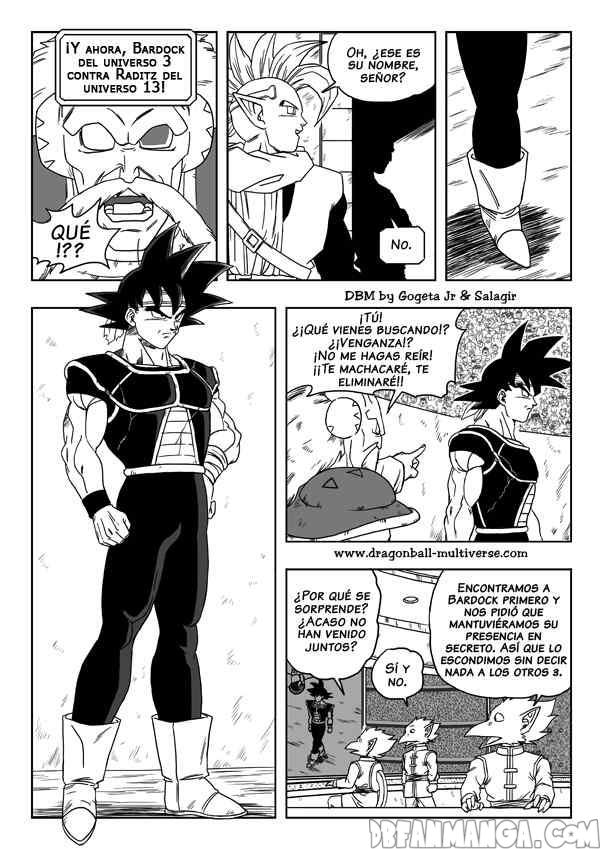 ¡Y AHORA, BARDOCK
DEL UNIVERSO 3
CONTRA RADITZ DEL
UNIVERSO 13!
QUÉ
!??
OH, ¿ESE ES
SU NOMBRE,
SEÑOR?
NO.
DBM by Gogeta Jr & Salagir
¡TÚ!
¿¡QUÉ VIENES BUSCANDO!?
¿¡VENGANZA!?
¡NO ME HAGAS REÍR!
¡¡TE MACHACARÉ, TE
ELIMINARÉ!!
www.dragonball-multiverse.com
¿POR QUÉ SE
SORPRENDE?
¿ACASO NO
HAN VENIDO
JUNTOS?
SÍ Y
NO.
ENCONTRAMOS A
BARDOCK PRIMERO Y
NOS PIDIÓ QUE
MANTUVIÉRAMOS SU
PRESENCIA EN
SECRETO. ASÍ QUE LO
ESCONDIMOS SIN DECIR
NADA A LOS OTROS 3.
DBFANMANGA.COM